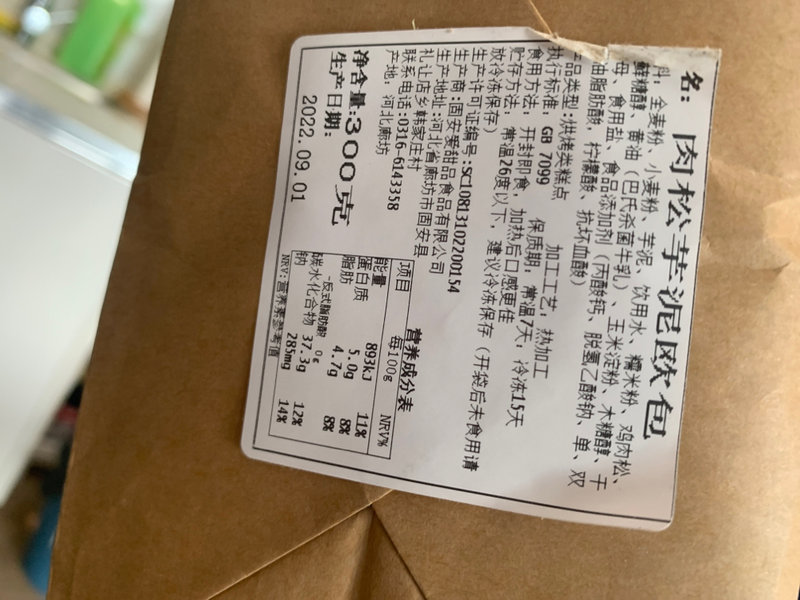 名：肉松芋泥欧包
料：全麦粉、小麦粉、芋泥、饮用水、糯米粉、鸡肉松、
鲜糖醇、黄油（巴氏杀菌牛乳）、玉米淀粉、木糖醇、干
母、食用盐、食品添加剂（丙酸钙、脱氢乙酸钠、单、双
油脂肪酸，柠檬酸、抗坏血酸）
产品类型:烘烤类糕点 加工工艺：热加工
执行标准：GB 7099 保质期：常温7天；冷冻15天
食用方法：开封即食，加热后口感更佳
贮存方法：常温26度以下，建议冷冻保存（开袋后未食用请
放冷冻保存）
生产许可证编号:SC10813102200154
生产商:固安爱甜品食品有限公司
生产地址:河北省廊坊市固安县
礼让店乡韩家庄村
联系电话:0316-6143358
产地：河北廊坊
净含量:300克
生产日期：
2022.09.01
营养成分表
项目 每100g NRV%
能量 893kJ 11%
蛋白质 5.0g 8%
脂肪 4.7g 8%
-反式脂肪酸 0g
碳水化合物 37.3g 12%
钠 285mg 14%
NRV:营养素参考值